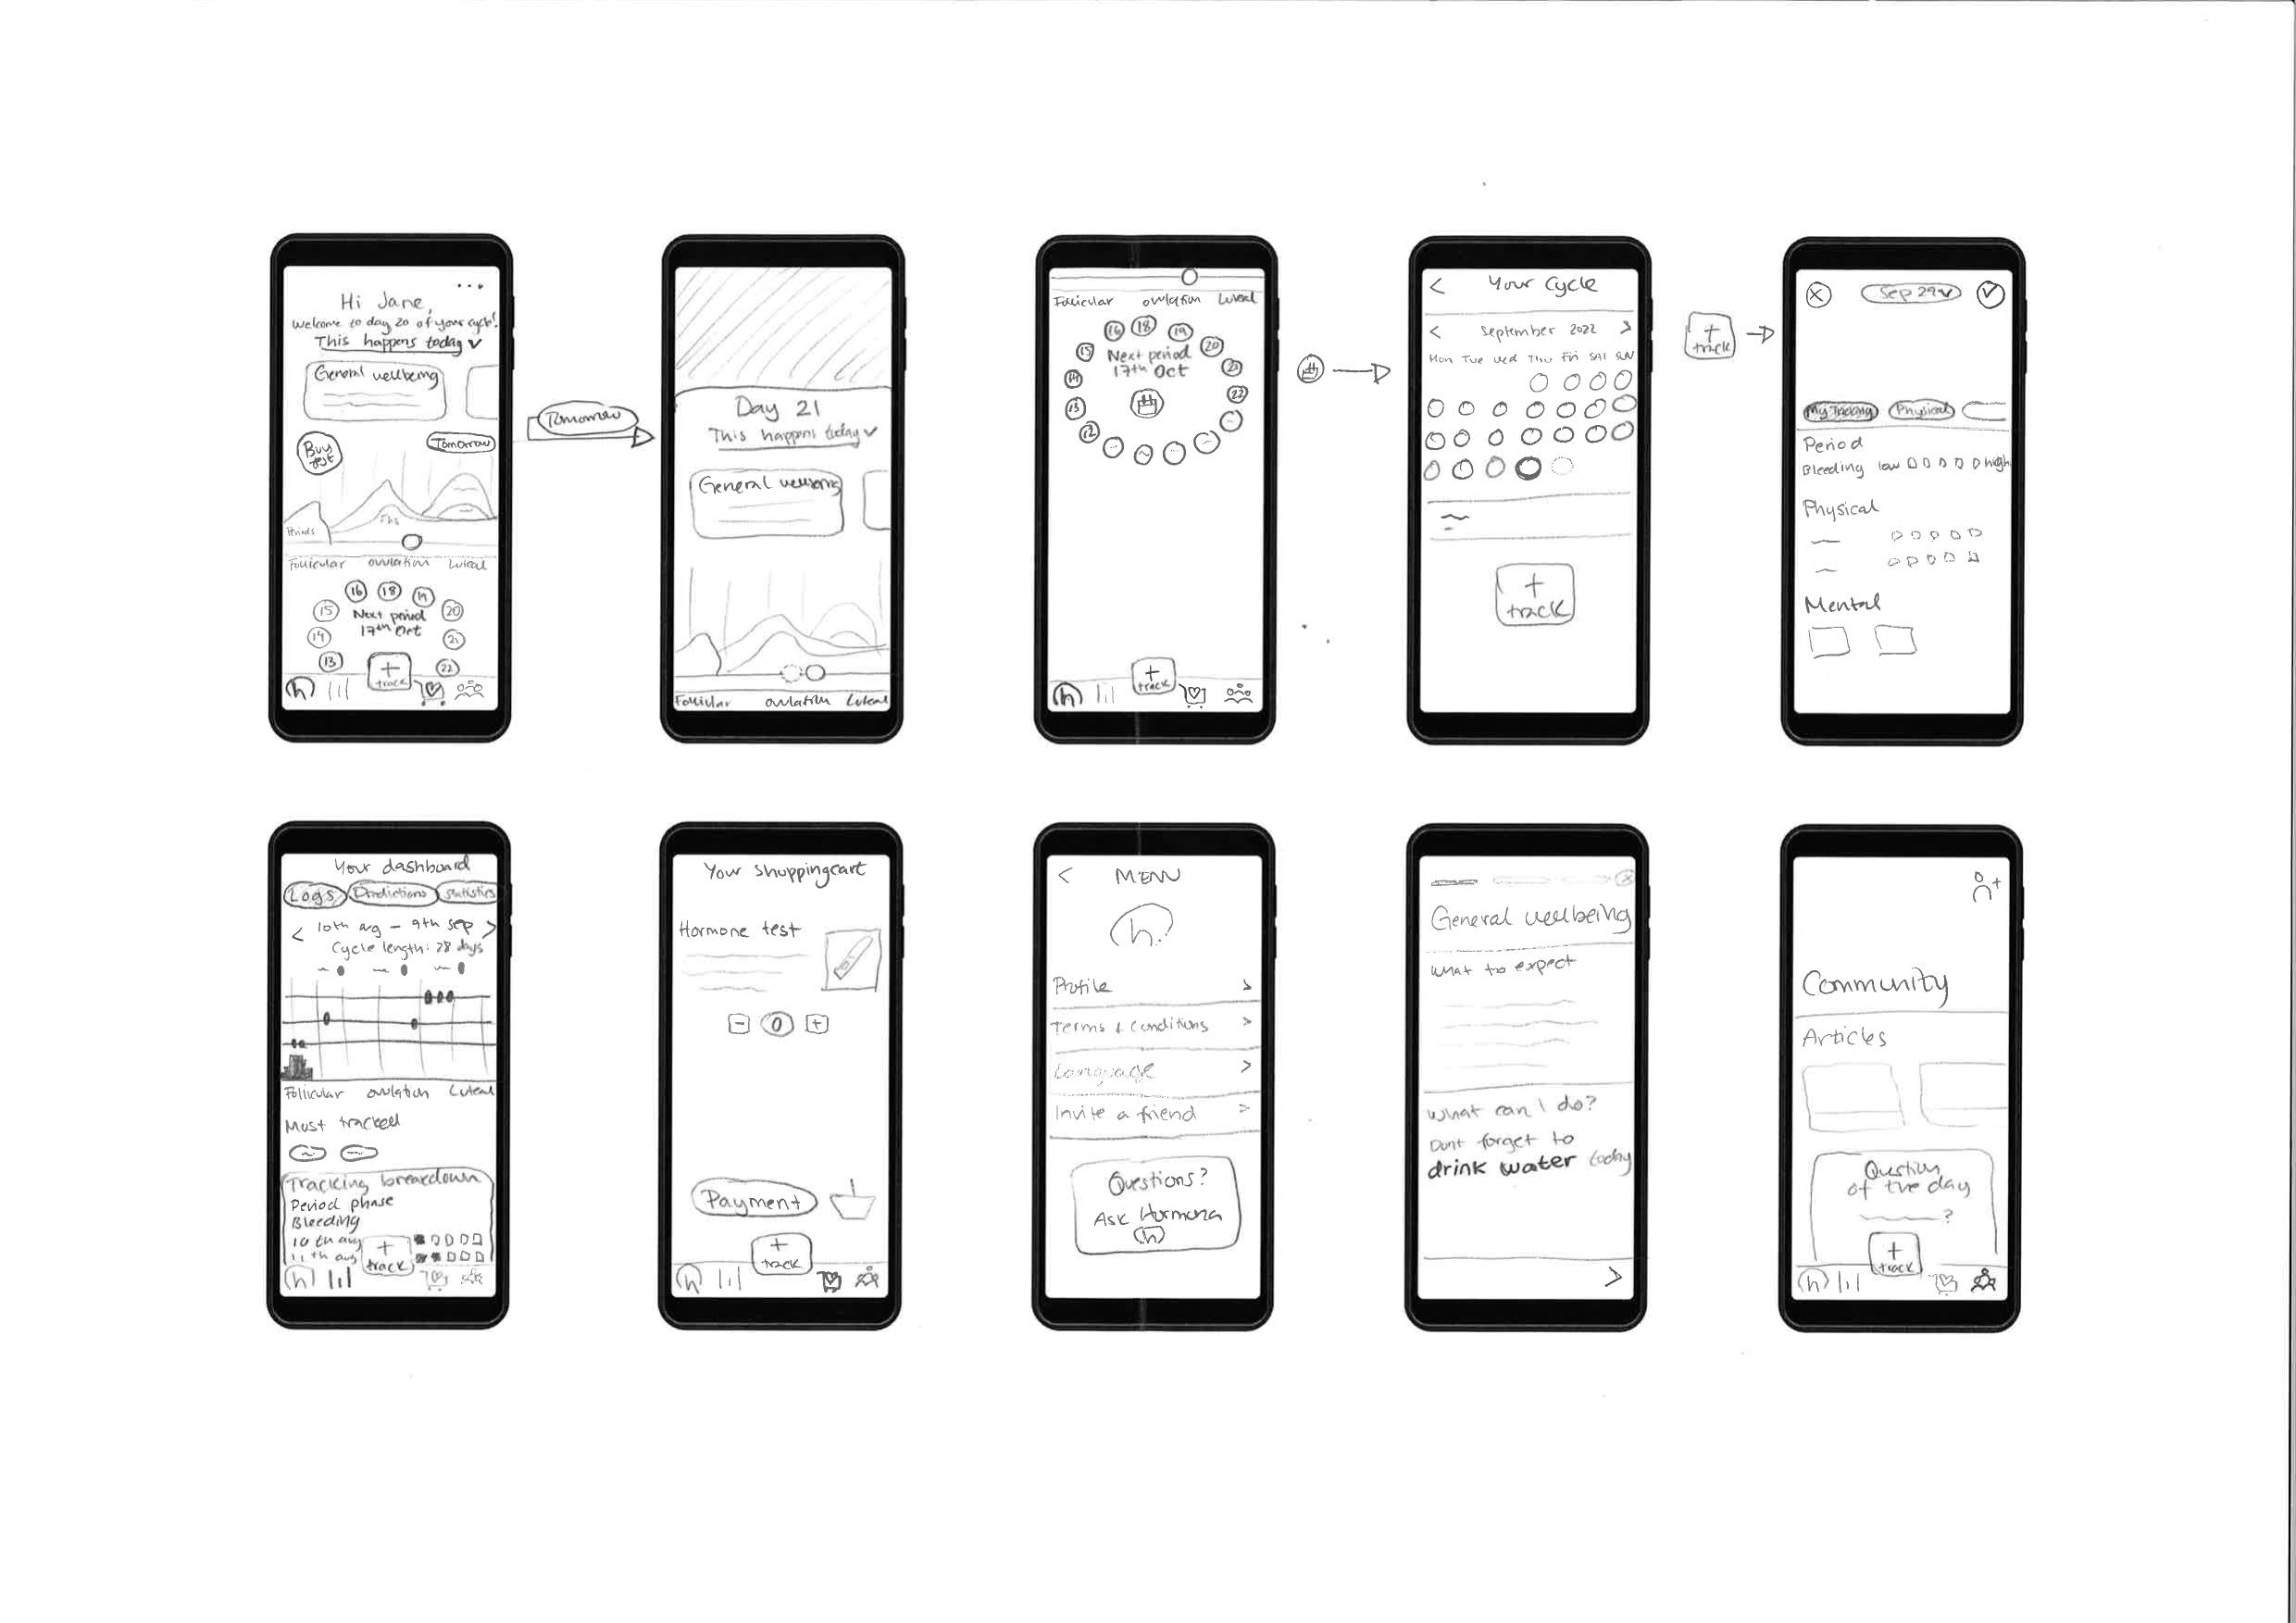 Hi Jane,
Welcome to day 20 of your cycle!
This happens today
General wellbeing
Buy test
Tomorrow
Periods
Follicular ovulation Luteal
16 18 19
15 Next period 20
17th Oct
14 21
13 22
+
track
h
Tomorrow
Day 21
This happens today
General wellbeing
Follicular ovulation Luteal
Follicular ovulation Luteal
16 18 19
15 Next period 20
17th Oct
14 21
13 22
12
+
track
h
< Your cycle
< September 2022 >
Mon Tue Wed Thu Fri SAt SUN
+
track
+
track
Sep 29
My Tracking Physical
Period
Bleeding low high
Physical
Mental
Your dashboard
Logs Predictions Statistics
< 10th aug - 9th sep >
Cycle length: 28 days
Follicular ovulation Luteal
Most tracked
Tracking breakdown
Period phase
Bleeding
10 th aug
11 th aug
+
track
h
Your shoppingcart
Hormone test
- 0 +
Payment
+
track
h
< MENU
h
Profile >
Terms & conditions >
Language >
Invite a friend >
Questions?
Ask Hormona
h
General wellbeing
What to expect
What can I do?
Dont forget to
drink water today
>
Community
Articles
Question
of the day
?
+
track
h